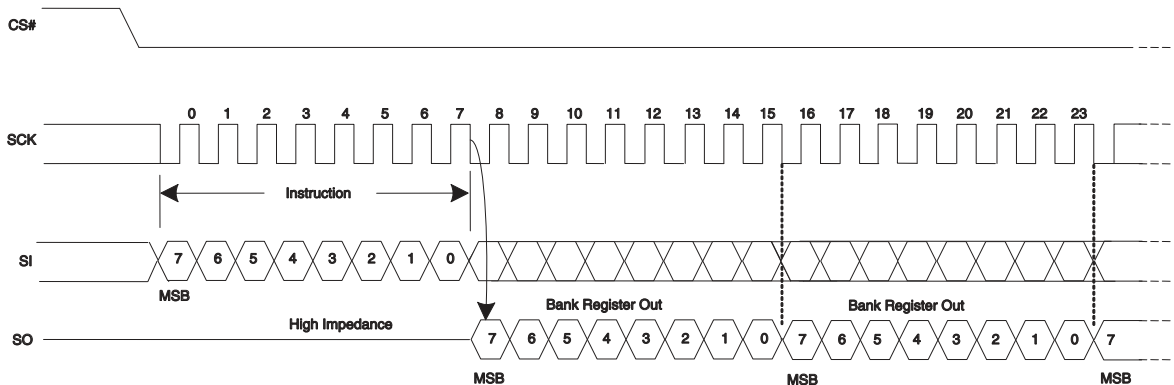 CS#
0 1 2 3 4 5 6 7 8 9 10 11 12 13 14 15 16 17 18 19 20 21 22 23
SCK
Instruction
SI 7 6 5 4 3 2 1 0
MSB
High Impedance Bank Register Out Bank Register Out
SO 7 6 5 4 3 2 1 0 7 6 5 4 3 2 1 0 7
MSB MSB MSB